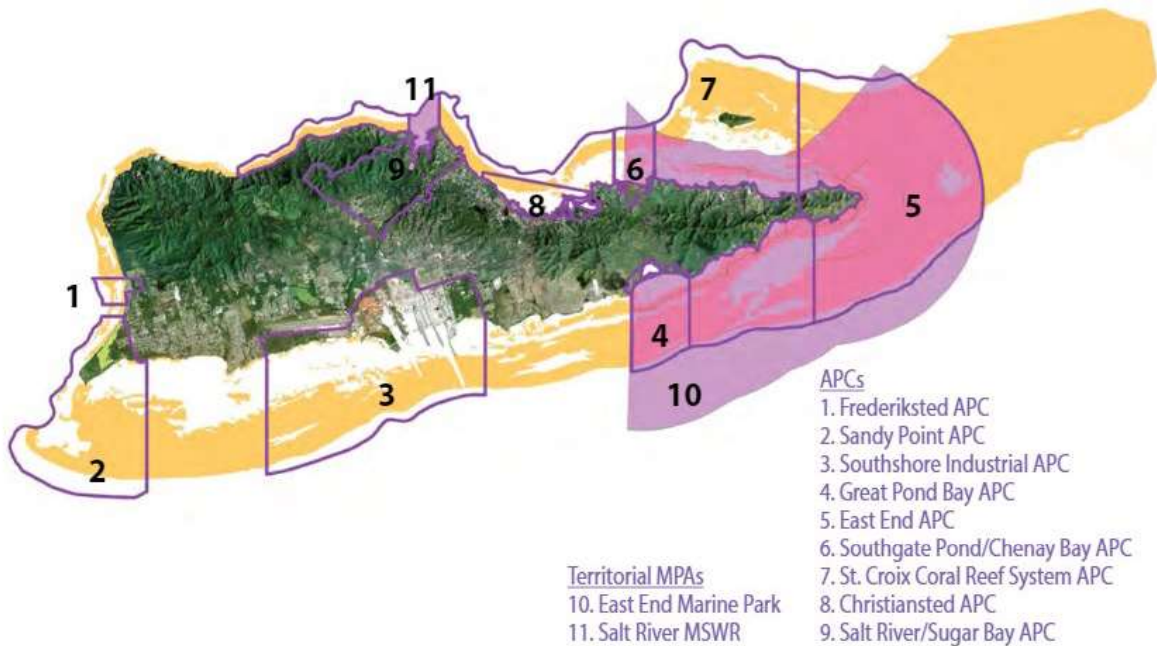 11
7
9
6
8
5
1
4
3
10
2
APCs
1. Frederiksted APC
2. Sandy Point APC
3. Southshore Industrial APC
4. Great Pond Bay APC
5. East End APC
6. Southgate Pond/Chenay Bay APC
7. St. Croix Coral Reef System APC
8. Christiansted APC
9. Salt River/Sugar Bay APC
Territorial MPAs
10. East End Marine Park
11. Salt River MSWR